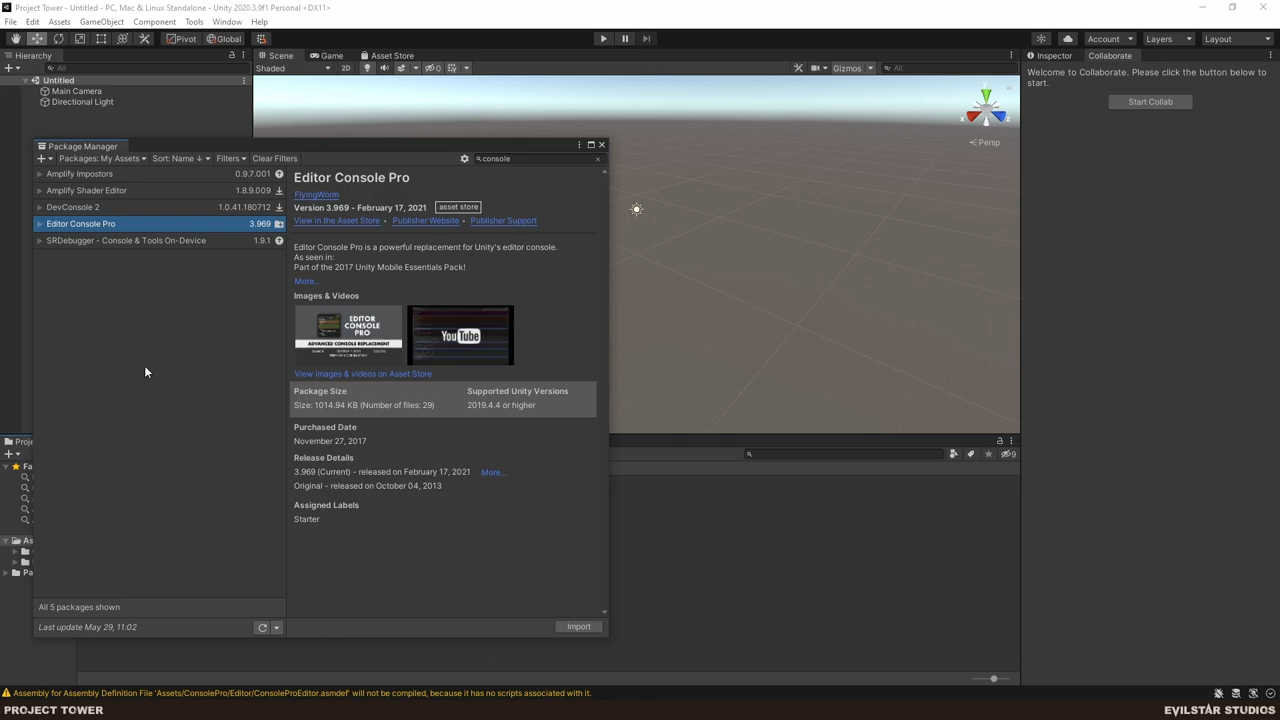 Project Tower - Untitled - PC, Mac & Linux Standalone - Unity 2020.3.9f1 Personal <DX11>
File Edit Assets GameObject Component Tools Window Help
Pivot Global Account Layers Layout
Hierarchy Scene Game Asset Store Inspector Collaborate
All Shaded 2D 0 Gizmos All
Welcome to Collaborate. Please click the button below to start.
Start Collab
Untitled
Main Camera
Directional Light
y
x z
Persp
Package Manager
Packages: My Assets Sort: Name ↓ Filters Clear Filters console
Amplify Impostors 0.9.7.001
Amplify Shader Editor 1.8.9.009
DevConsole 2 1.0.41.180712
Editor Console Pro 3.969
SRDebugger - Console & Tools On-Device 1.9.1
All 5 packages shown
Last update May 29, 11:02
Editor Console Pro
FlyingWorm
Version 3.969 - February 17, 2021 asset store
View in the Asset Store • Publisher Website • Publisher Support
Editor Console Pro is a powerful replacement for Unity's editor console.
As seen in:
Part of the 2017 Unity Mobile Essentials Pack!
More...
Images & Videos
EDITOR
CONSOLE
PRO
ADVANCED CONSOLE REPLACEMENT
YouTube
View images & videos on Asset Store
Package Size Supported Unity Versions
Size: 1014.94 KB (Number of files: 29) 2019.4.4 or higher
Purchased Date
November 27, 2017
Release Details
3.969 (Current) - released on February 17, 2021 More...
Original - released on October 04, 2013
Assigned Labels
Starter
Import
Proje
Fa
As
Pa
9
Assembly for Assembly Definition File 'Assets/ConsolePro/Editor/ConsoleProEditor.asmdef' will not be compiled, because it has no scripts associated with it.
PROJECT TOWER EVILSTAR STUDIOS